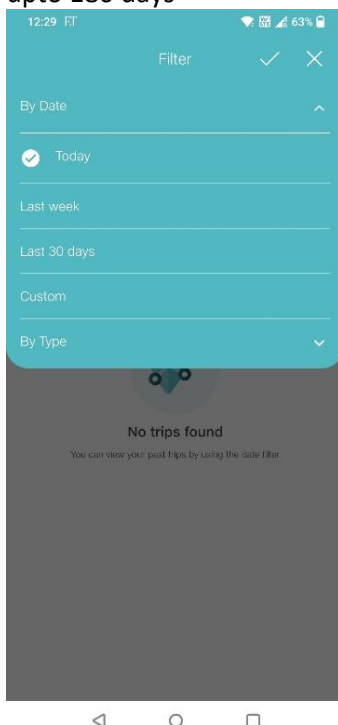 upto 180 days
12:29 63%
Filter
By Date
Today
Last week
Last 30 days
Custom
By Type
No trips found
You can view your past trips by using the date filter